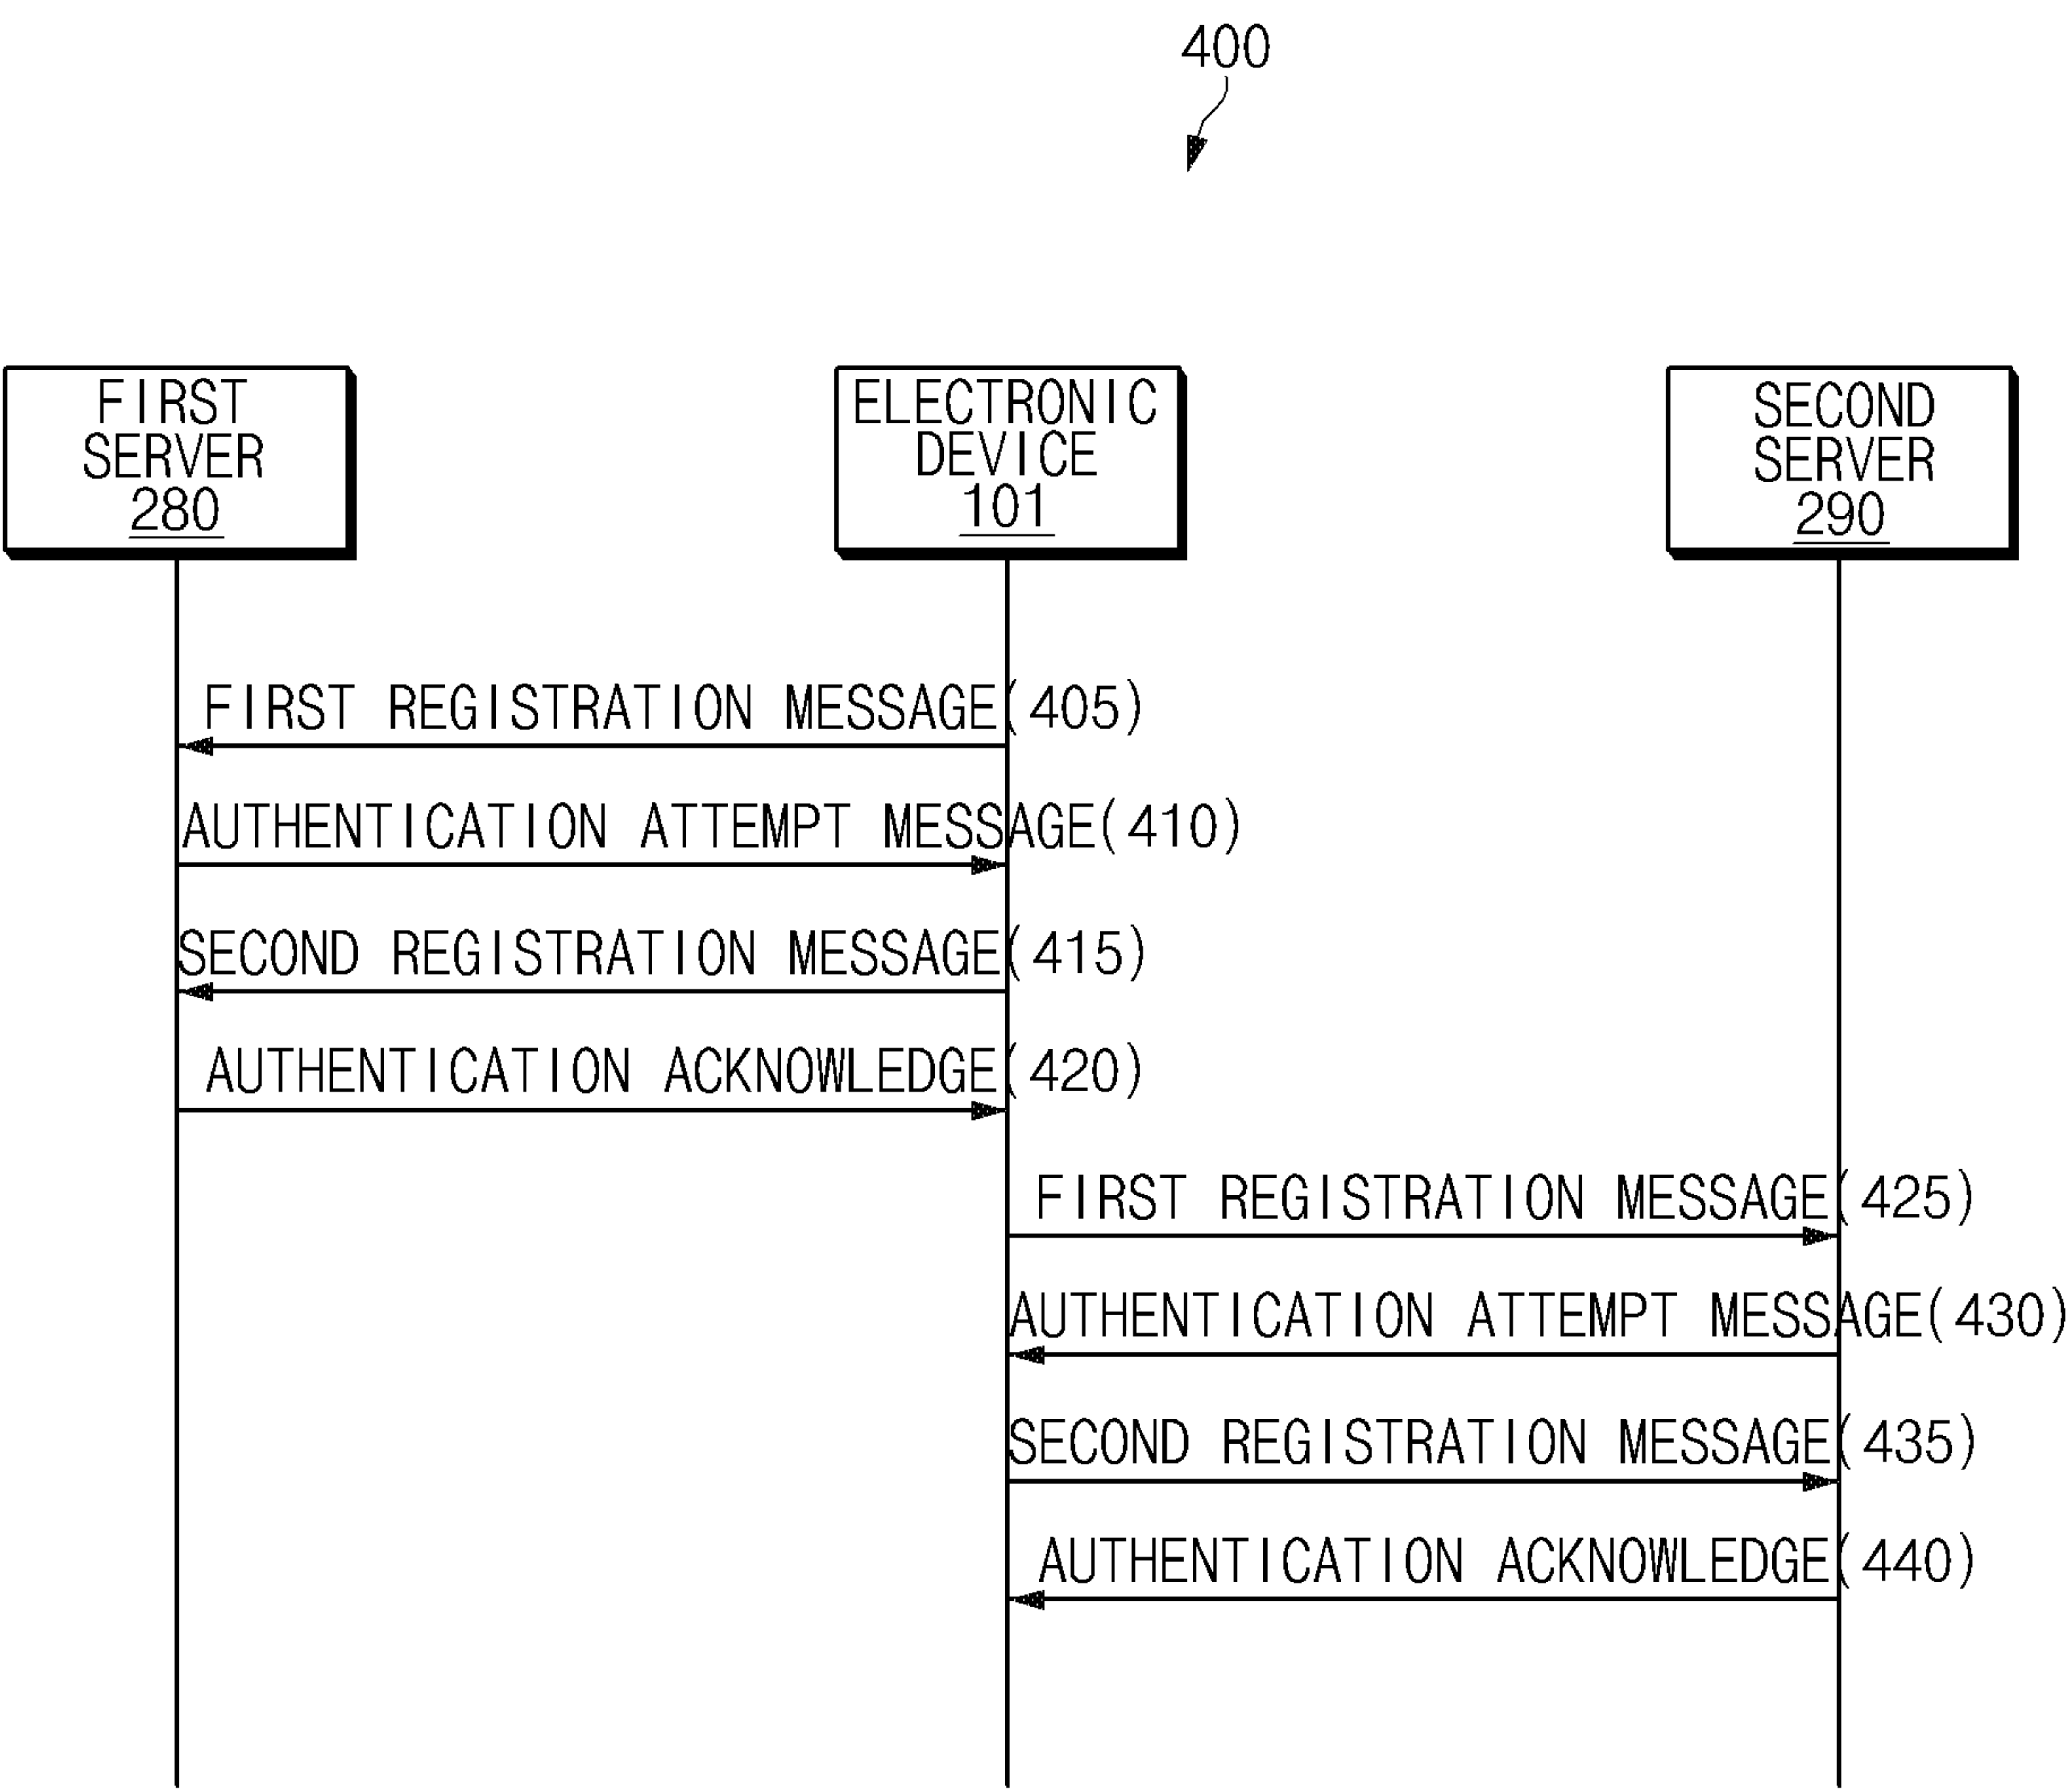 400
FIRST
SERVER
280
ELECTRONIC
DEVICE
101
SECOND
SERVER
290
FIRST REGISTRATION MESSAGE(405)
AUTHENTICATION ATTEMPT MESSAGE(410)
SECOND REGISTRATION MESSAGE(415)
AUTHENTICATION ACKNOWLEDGE(420)
FIRST REGISTRATION MESSAGE(425)
AUTHENTICATION ATTEMPT MESSAGE(430)
SECOND REGISTRATION MESSAGE(435)
AUTHENTICATION ACKNOWLEDGE(440)